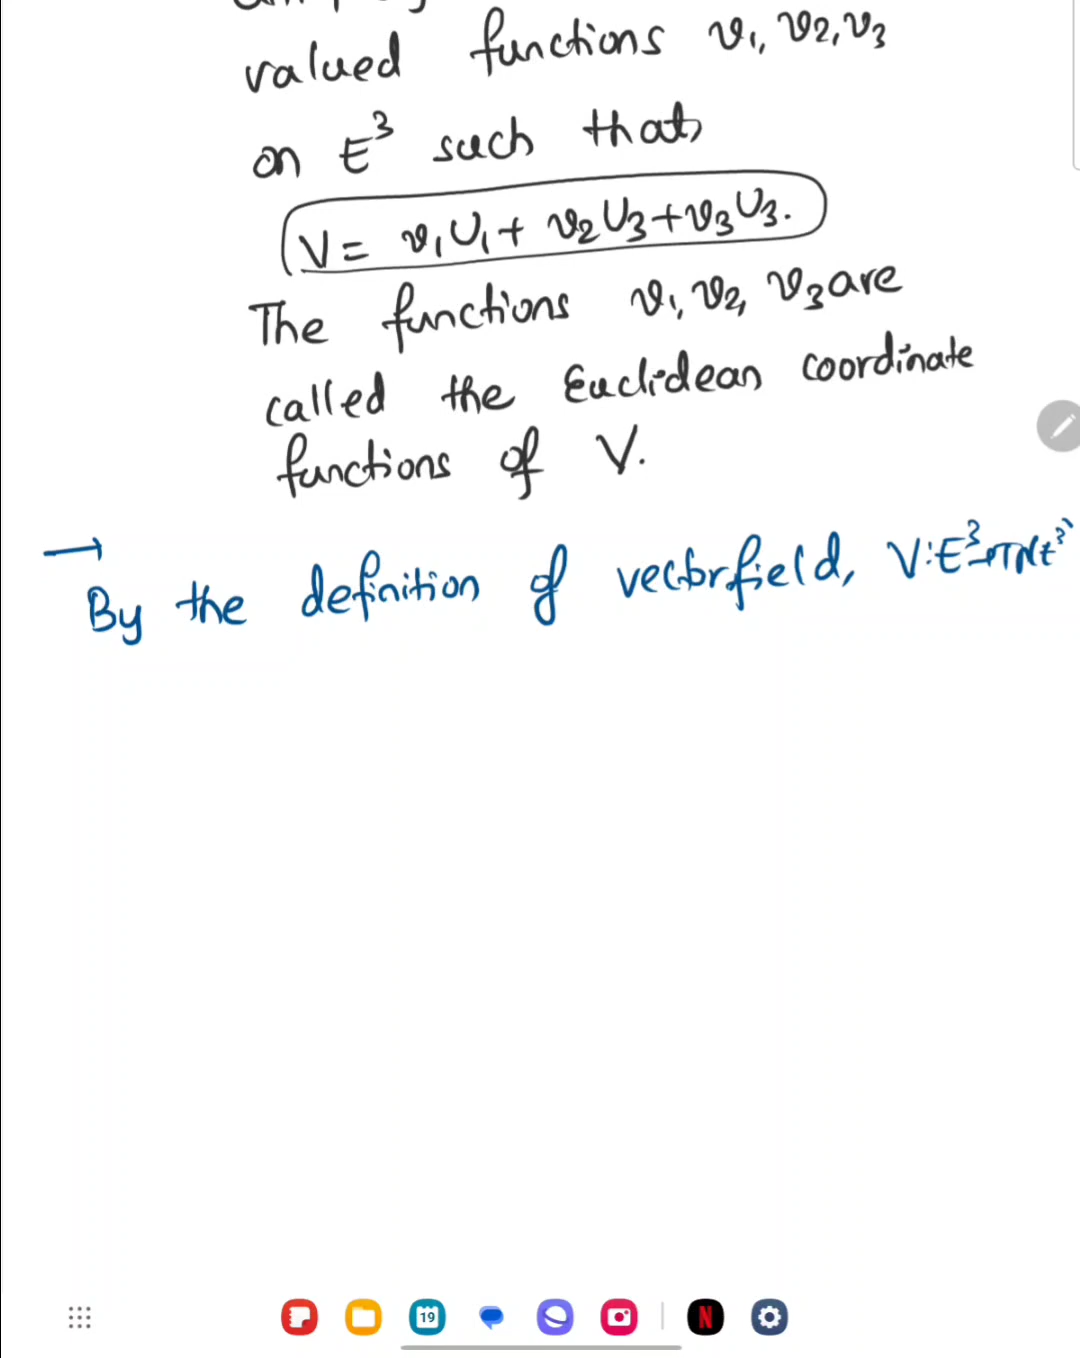 valued functions v₁, v₂, v₃
on E³ such that,
V = v₁U₁ + v₂U₃ + v₃U₃.
The functions v₁, v₂, v₃ are
called the Euclidean coordinate
functions of V.
→
By the definition of vectorfield, V:E³→
19
N